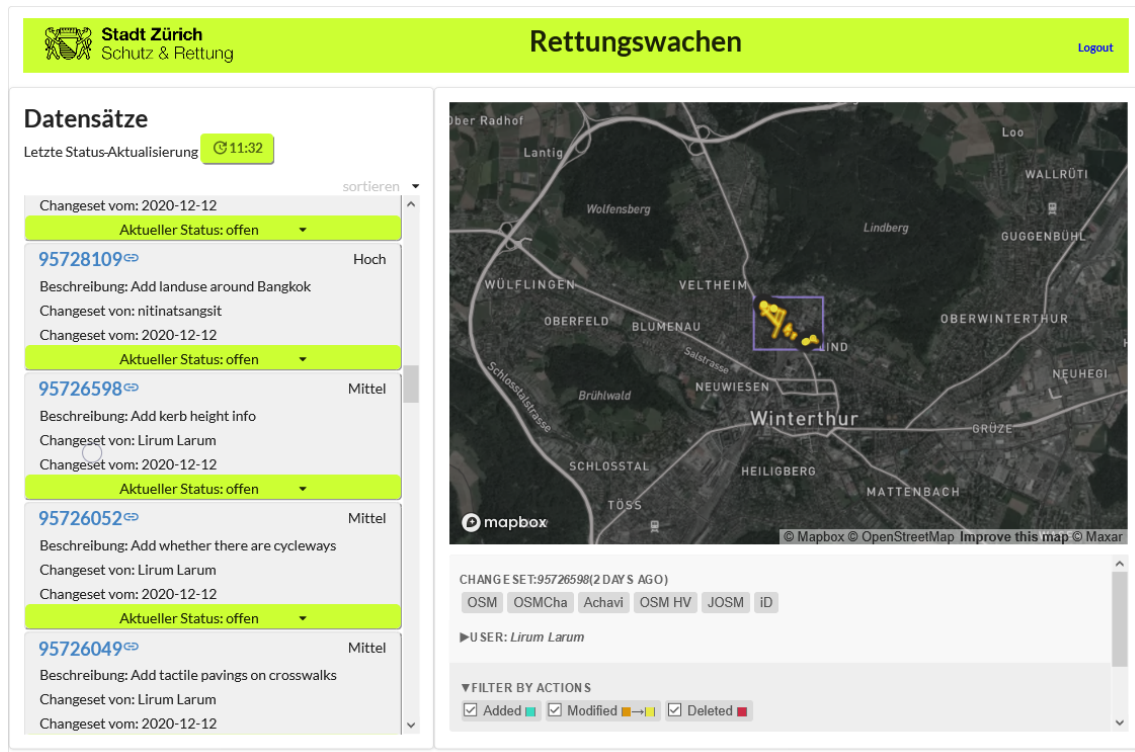 Stadt Zürich
Schutz & Rettung
Rettungswachen
Logout
Datensätze
Letzte Status-Aktualisierung 11:32
sortieren
Changeset vom: 2020-12-12
Aktueller Status: offen
95728109 Hoch
Beschreibung: Add landuse around Bangkok
Changeset von: nitinatsangsit
Changeset vom: 2020-12-12
Aktueller Status: offen
95726598 Mittel
Beschreibung: Add kerb height info
Changeset von: Lirum Larum
Changeset vom: 2020-12-12
Aktueller Status: offen
95726052 Mittel
Beschreibung: Add whether there are cycleways
Changeset von: Lirum Larum
Changeset vom: 2020-12-12
Aktueller Status: offen
95726049 Mittel
Beschreibung: Add tactile pavings on crosswalks
Changeset von: Lirum Larum
Changeset vom: 2020-12-12
Ober Radhof
Lantig
Loo
WALLRÜTI
Wolfensberg
Lindberg
GUGGENBÜHL
WÜLFLINGEN
VELTHEIM
OBERFELD
BLUMENAU
OBERWINTERTHUR
LIND
Salstrasse
Schlosstalstrasse
NEUWIESEN
NEUHEGI
Brühlwald
Winterthur
GRÜZE
SCHLOSSTAL
HEILIGBERG
MATTENBACH
TÖSS
mapbox
© Mapbox © OpenStreetMap Improve this map © Maxar
CHANGESET:95726598(2 DAYS AGO)
OSM OSMCha Achavi OSM HV JOSM iD
▶USER: Lirum Larum
▼FILTER BY ACTIONS
Added Modified → Deleted